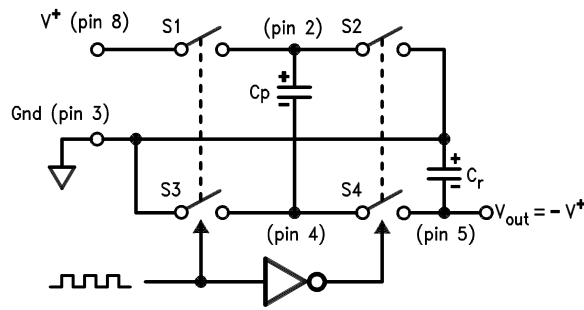 V+ (pin 8)
S1
(pin 2)
S2
Cp
Gnd (pin 3)
Cr
S3
S4
Vout = - V+
(pin 4)
(pin 5)